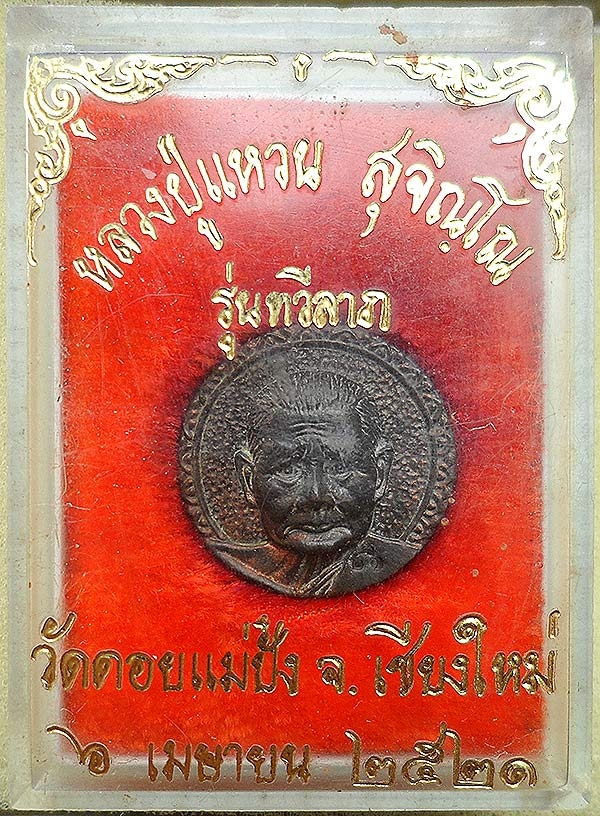 หลวงปู่แหวน สุจิณฺโณ
รุ่นทวีลาภ
วัดดอยแม่ปั๋ง จ. เชียงใหม่
๖ เมษายน ๒๕๒๑